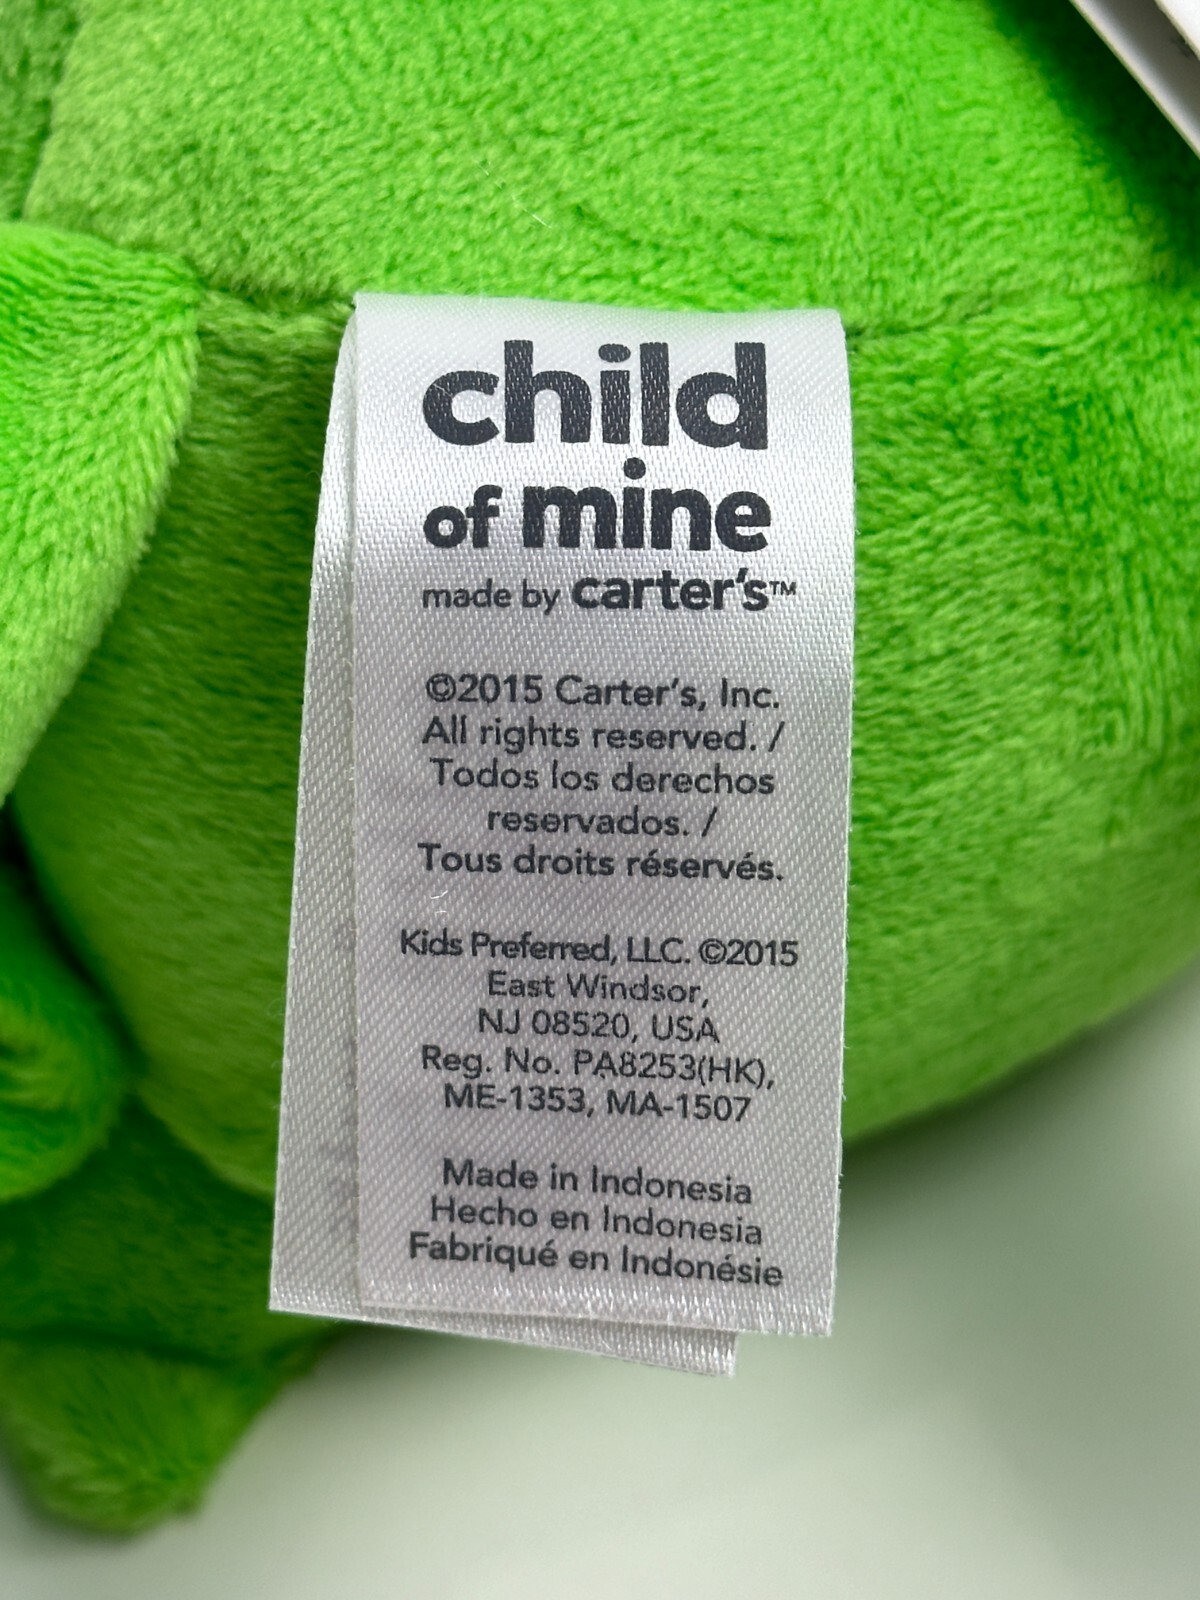 child
of mine
made by carter's™
©2015 Carter's, Inc.
All rights reserved. /
Todos los derechos
reservados. /
Tous droits réservés.
Kids Preferred, LLC. ©2015
East Windsor,
NJ 08520, USA
Reg. No. PA8253(HK),
ME-1353, MA-1507
Made in Indonesia
Hecho en Indonesia
Fabriqué en Indonésie